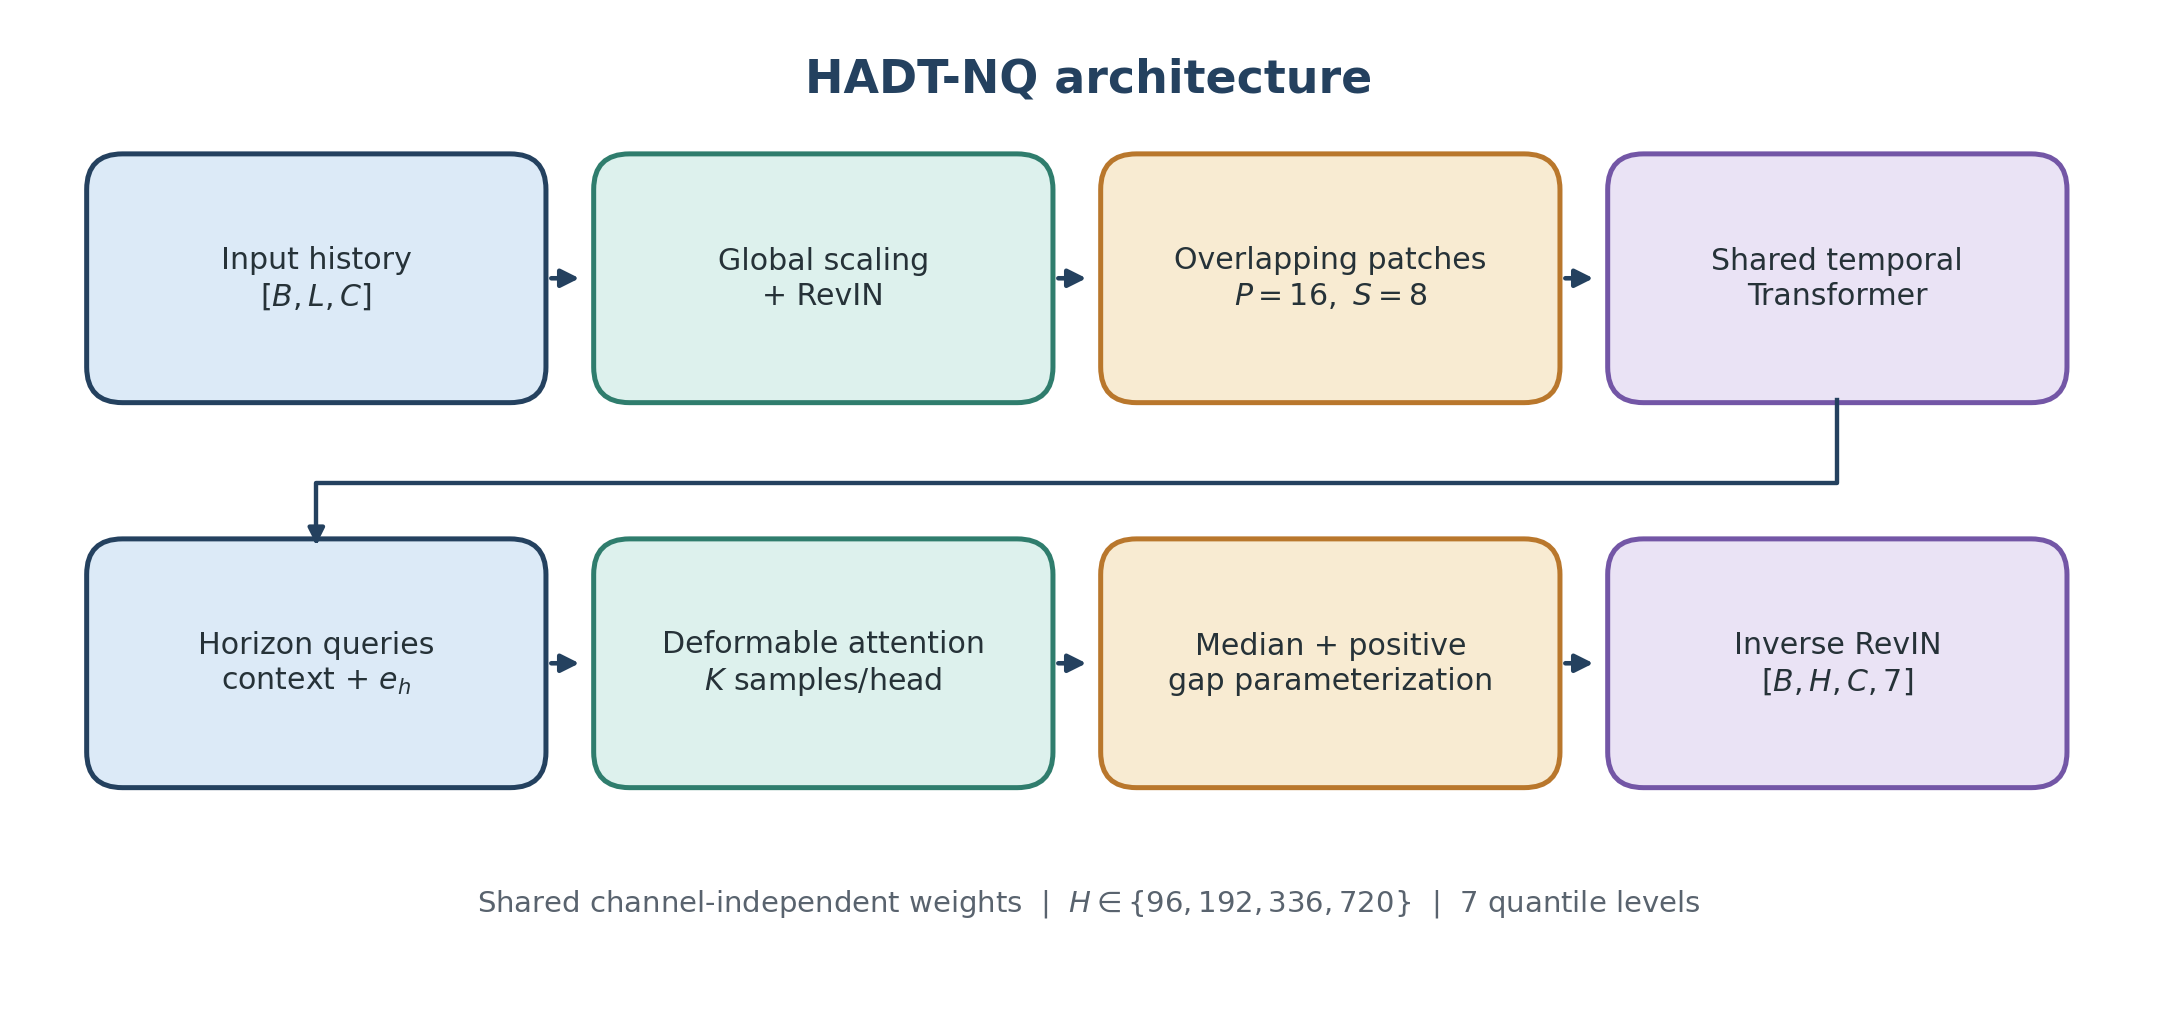 HADT-NQ architecture
Input history
[B, L, C]
Global scaling
+ RevIN
Overlapping patches
P = 16, S = 8
Shared temporal
Transformer
Horizon queries
context + eₕ
Deformable attention
K samples/head
Median + positive
gap parameterization
Inverse RevIN
[B, H, C, 7]
Shared channel-independent weights | H ∈ {96, 192, 336, 720} | 7 quantile levels